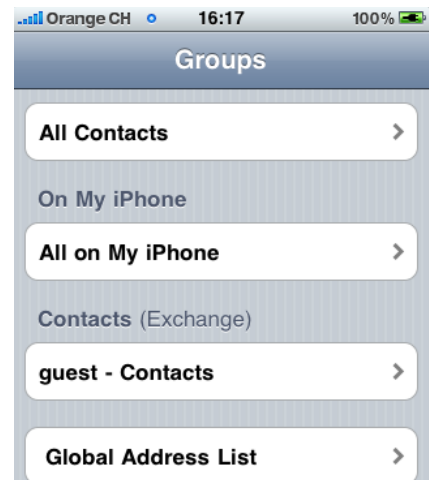 Orange CH 16:17 100%
Groups
All Contacts
On My iPhone
All on My iPhone
Contacts (Exchange)
guest - Contacts
Global Address List